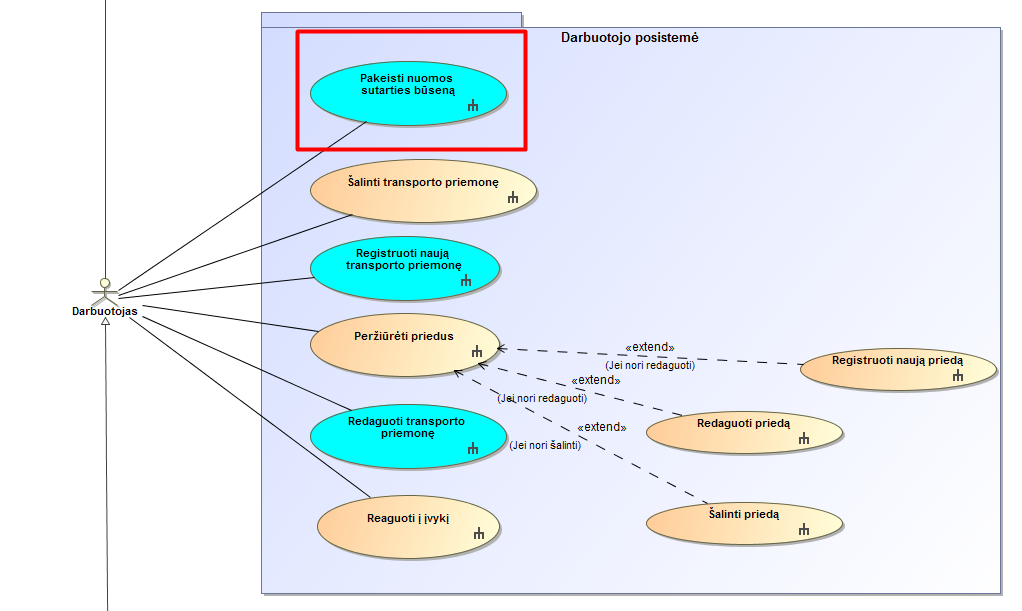 Darbuotojo posistemė
Pakeisti nuomos
sutarties būseną
Šalinti transporto priemonę
Registruoti naują
transporto priemonę
Darbuotojas
Peržiūrėti priedus
«extend»
(Jei nori redaguoti)
Registruoti naują priedą
«extend»
(Jei nori redaguoti)
Redaguoti priedą
Redaguoti transporto
priemonę
«extend»
(Jei nori šalinti)
Šalinti priedą
Reaguoti į įvykį